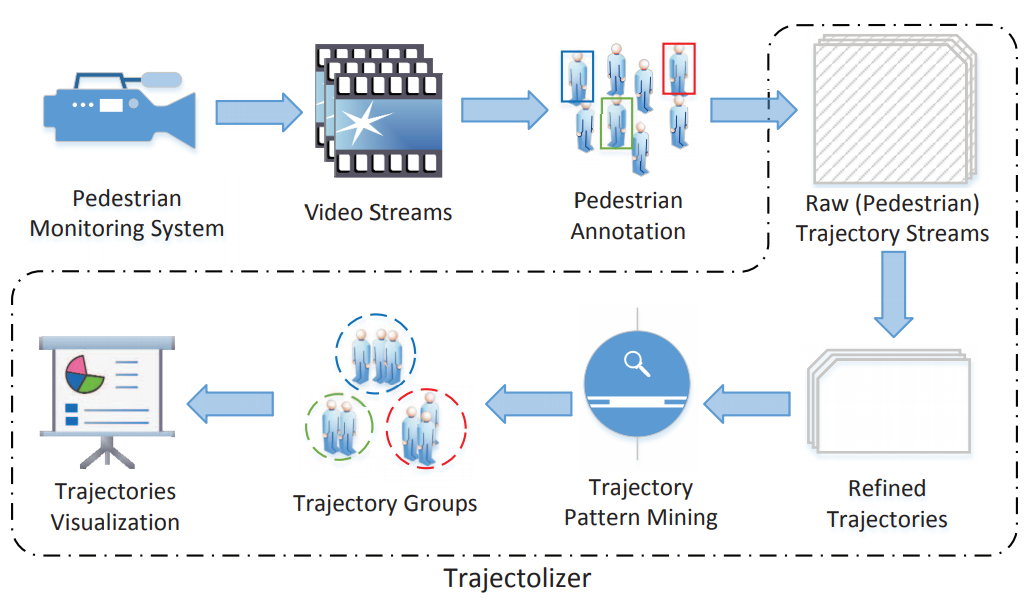 Pedestrian
Monitoring System
Video Streams
Pedestrian
Annotation
Raw (Pedestrian)
Trajectory Streams
Trajectories
Visualization
Trajectory Groups
Trajectory
Pattern Mining
Refined
Trajectories
Trajectolizer